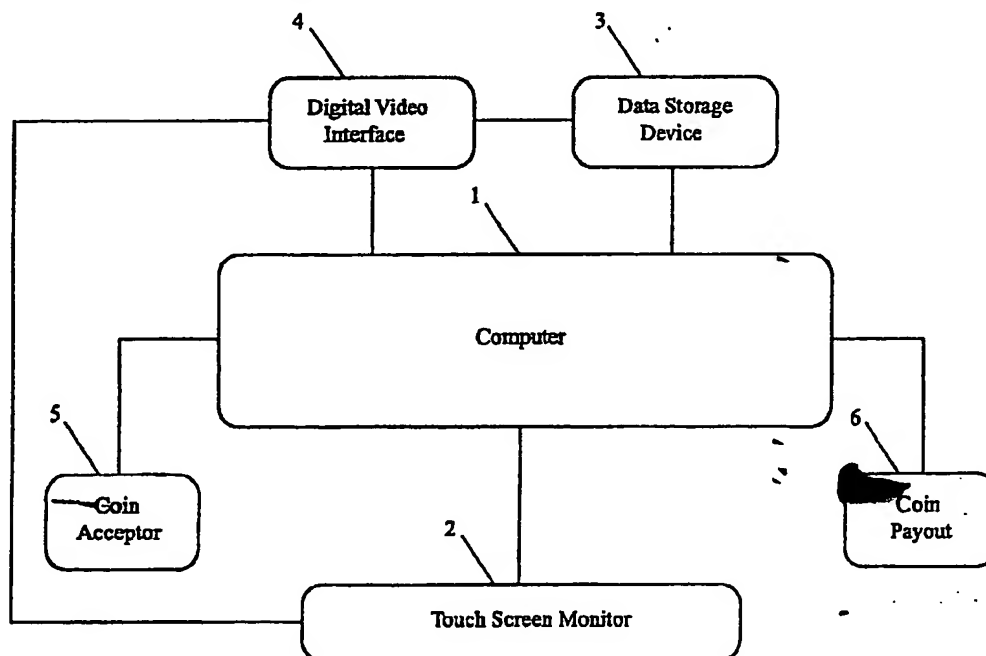 4
3
Digital Video
Interface
Data Storage
Device
1
Computer
5
6
Coin
Acceptor
Coin
Payout
2
Touch Screen Monitor